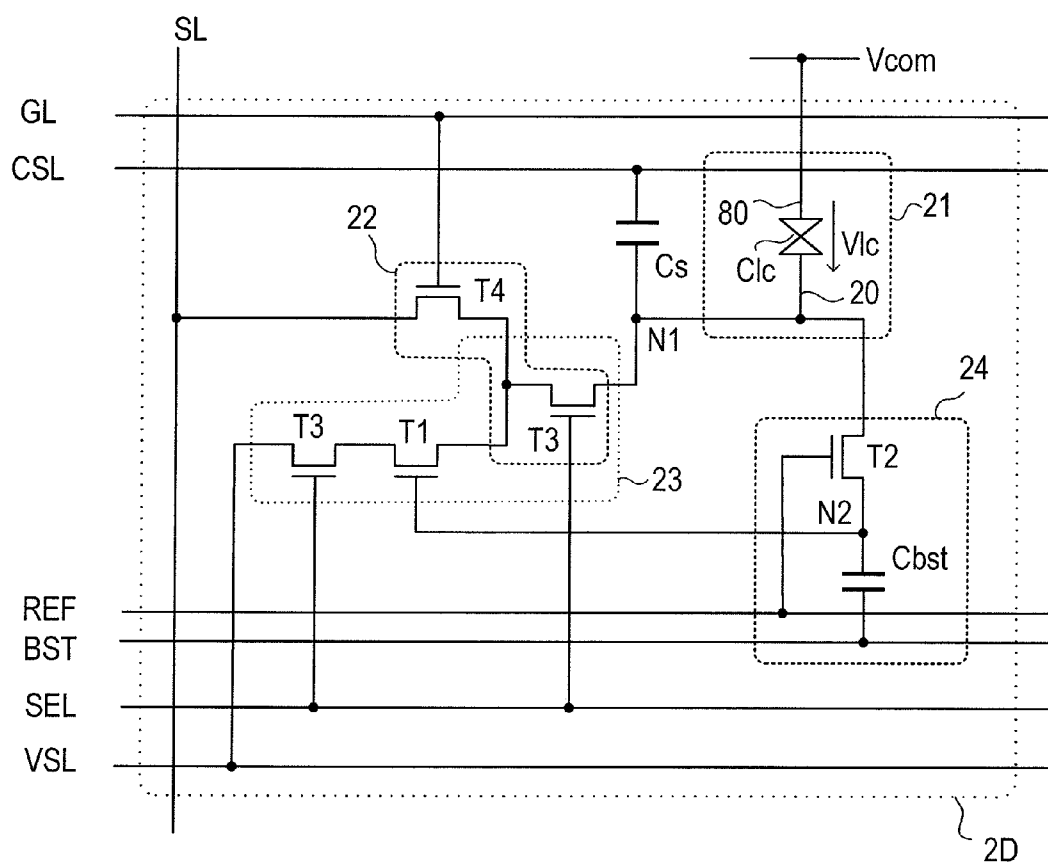 SL
Vcom
GL
CSL
80
21
22
Cs
Clc
Vlc
T4
20
N1
24
T3
T1
T3
T2
23
N2
Cbst
REF
BST
SEL
VSL
2D